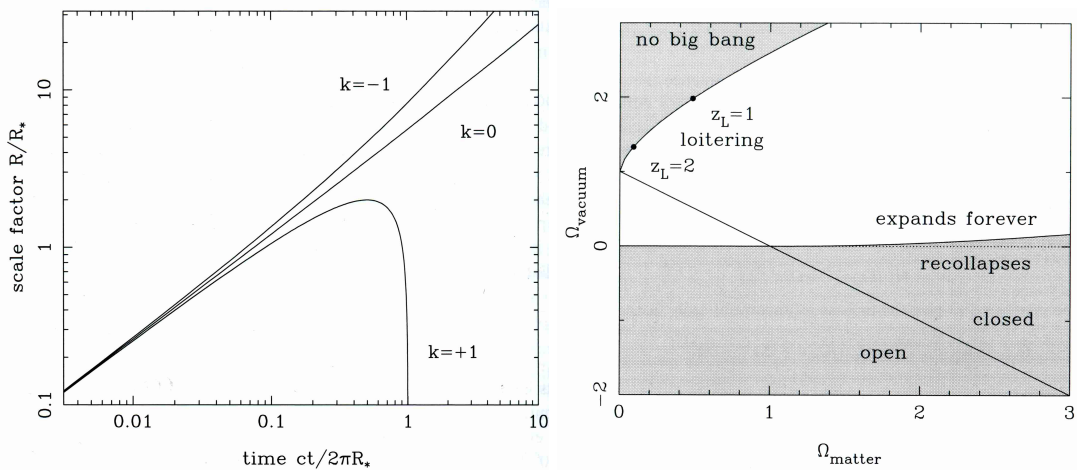 10
1
0.1
scale factor R/R*
k=−1
k=0
k=+1
0.01
0.1
1
10
time ct/2πR*
2
0
−2
Ω_vacuum
no big bang
z_L=1
loitering
z_L=2
expands forever
recollapses
closed
open
0
1
2
3
Ω_matter